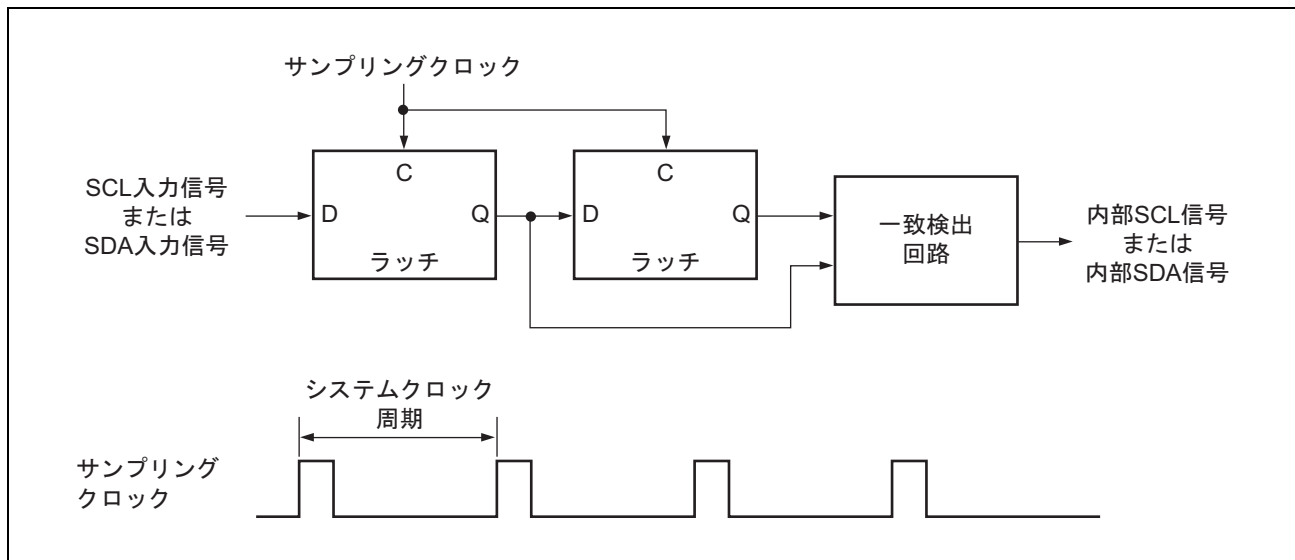 サンプリングクロック
SCL入力信号
または
SDA入力信号
D
C
Q
ラッチ
D
C
Q
ラッチ
一致検出
回路
内部SCL信号
または
内部SDA信号
システムクロック
周期
サンプリング
クロック